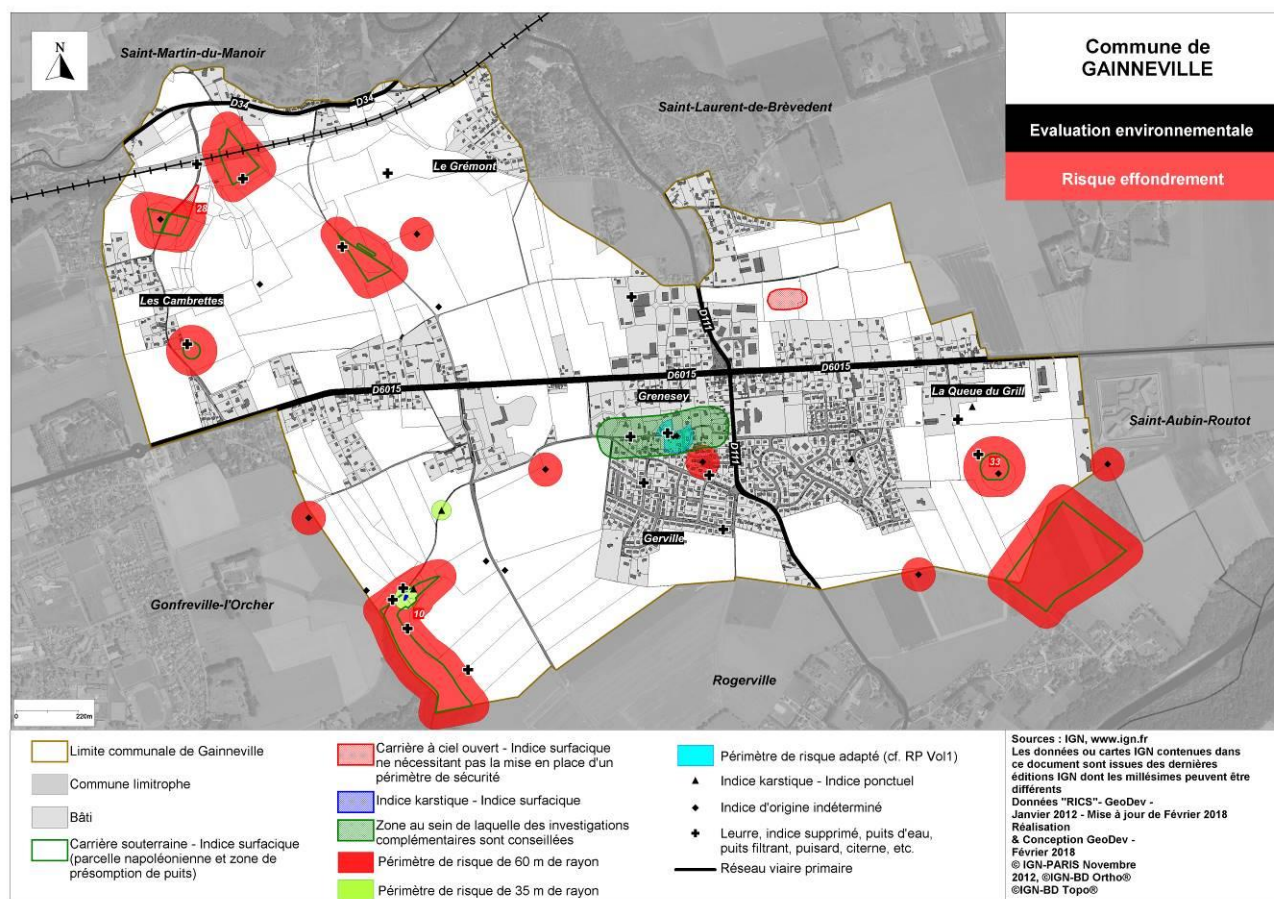 Commune de
GAINNEVILLE
Evaluation environnementale
Risque effondrement
N
Saint-Martin-du-Manoir
D34
D34
Saint-Laurent-de-Brèvedent
Le Grémont
28
Les Cambrettes
D111
D6015
D6015
D6015
Grenesey
La Queue du Grill
Saint-Aubin-Routot
D111
33
Gerville
Gonfreville-l'Orcher
10
Rogerville
0 220m
Limite communale de Gainneville
Commune limitrophe
Bâti
Carrière souterraine - Indice surfacique
(parcelle napoléonienne et zone de
présomption de puits)
Carrière à ciel ouvert - Indice surfacique
ne nécessitant pas la mise en place d'un
périmètre de sécurité
Indice karstique - Indice surfacique
Zone au sein de laquelle des investigations
complémentaires sont conseillées
Périmètre de risque de 60 m de rayon
Périmètre de risque de 35 m de rayon
Périmètre de risque adapté (cf. RP Vol1)
Indice karstique - Indice ponctuel
Indice d'origine indéterminé
Leurre, indice supprimé, puits d'eau,
puits filtrant, puisard, citerne, etc.
Réseau viaire primaire
Sources : IGN, www.ign.fr
Les données ou cartes IGN contenues dans
ce document sont issues des dernières
éditions IGN dont les millésimes peuvent être
différents
Données "RICS"- GeoDev -
Janvier 2012 - Mise à jour de Février 2018
Réalisation
& Conception GeoDev -
Février 2018
© IGN-PARIS Novembre
2012, ©IGN-BD Ortho®
©IGN-BD Topo®